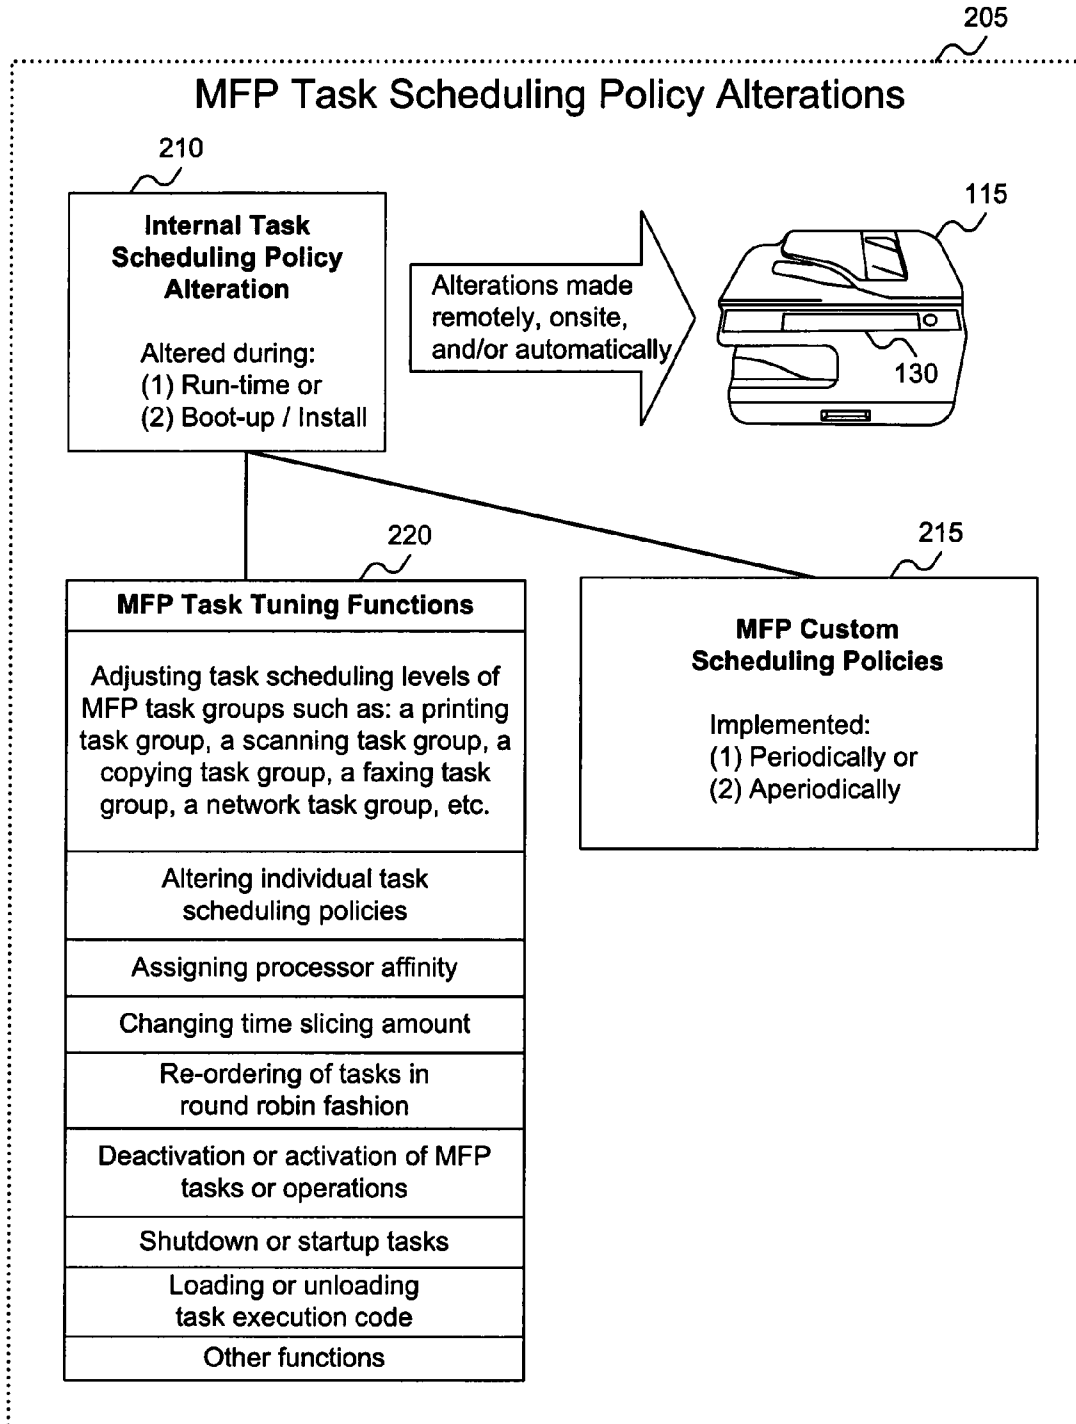 205
MFP Task Scheduling Policy Alterations
210
Internal Task
Scheduling Policy
Alteration
Altered during:
(1) Run-time or
(2) Boot-up / Install
Alterations made
remotely, onsite,
and/or automatically
115
130
220
MFP Task Tuning Functions
Adjusting task scheduling levels of
MFP task groups such as: a printing
task group, a scanning task group, a
copying task group, a faxing task
group, a network task group, etc.
Altering individual task
scheduling policies
Assigning processor affinity
Changing time slicing amount
Re-ordering of tasks in
round robin fashion
Deactivation or activation of MFP
tasks or operations
Shutdown or startup tasks
Loading or unloading
task execution code
Other functions
215
MFP Custom
Scheduling Policies
Implemented:
(1) Periodically or
(2) Aperiodically